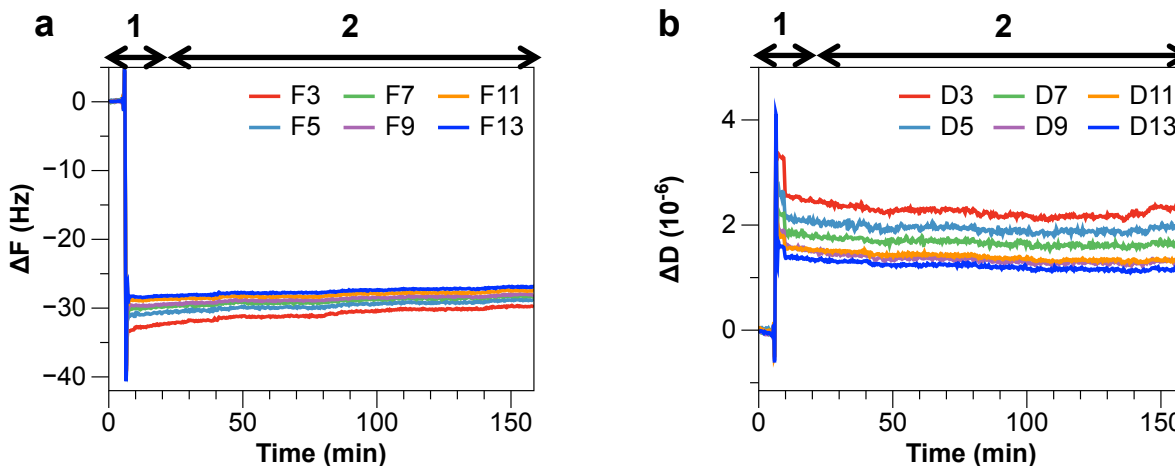 a
1 2
F3 F7 F11
F5 F9 F13
0
−10
−20
−30
−40
ΔF (Hz)
0 50 100 150
Time (min)
b
1 2
D3 D7 D11
D5 D9 D13
4
2
0
ΔD (10⁻⁶)
0 50 100 150
Time (min)